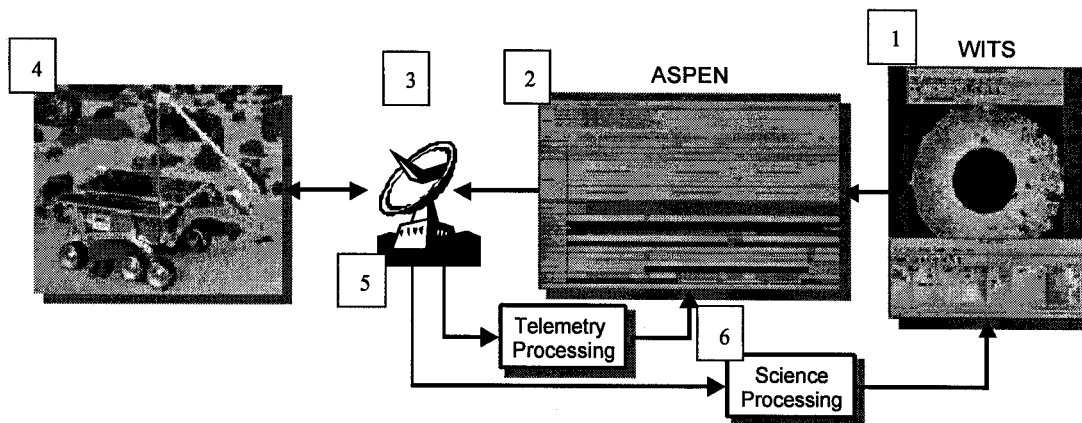 1
WITS
4
3
2
ASPEN
5
Telemetry
Processing
6
Science
Processing